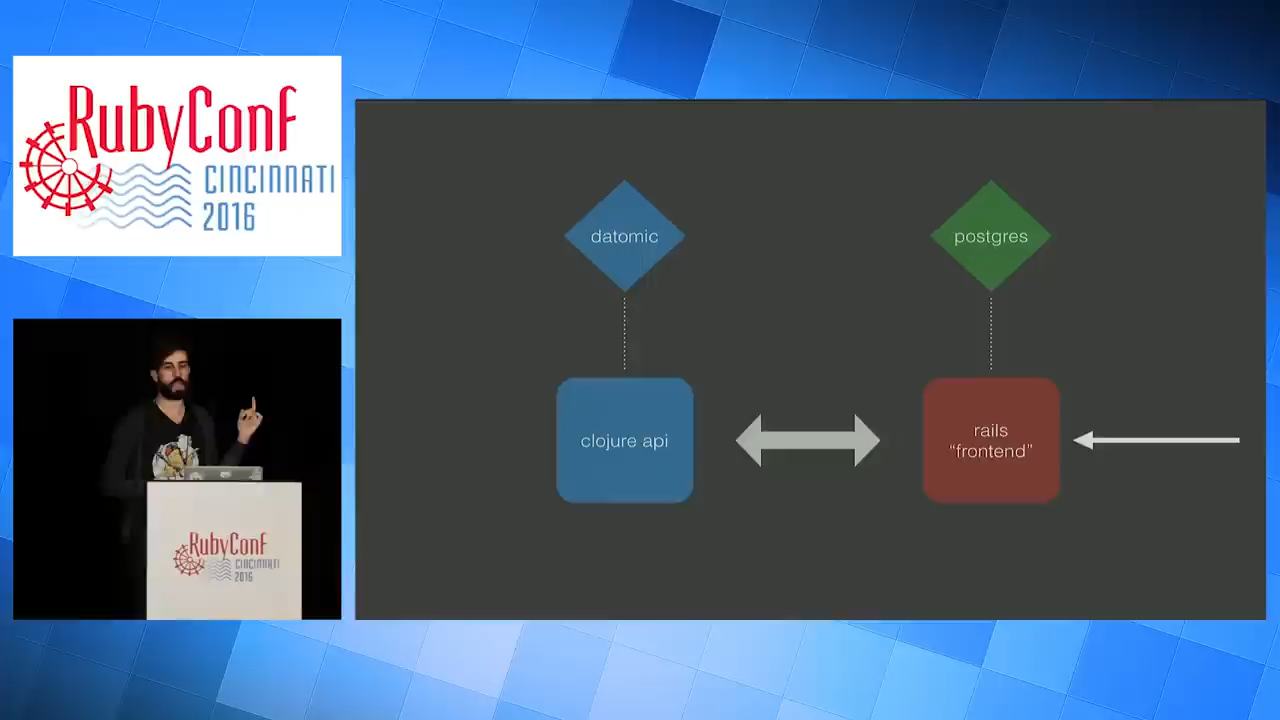 RubyConf
CINCINNATI
2016
datomic
postgres
clojure api
rails
“frontend”
RubyConf
CINCINNATI
2016